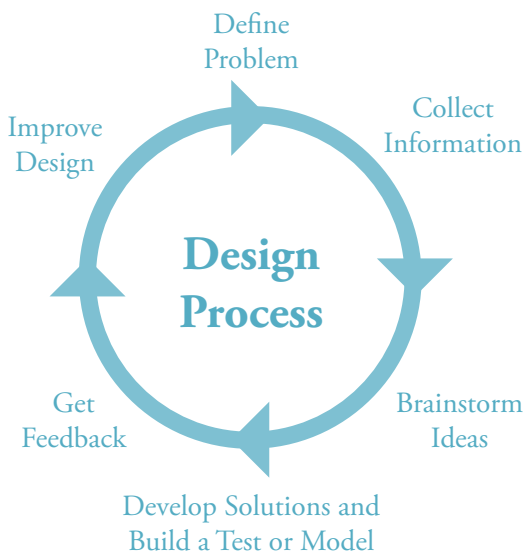 Define
Problem
Collect
Information
Brainstorm
Ideas
Develop Solutions and
Build a Test or Model
Get
Feedback
Improve
Design
Design
Process